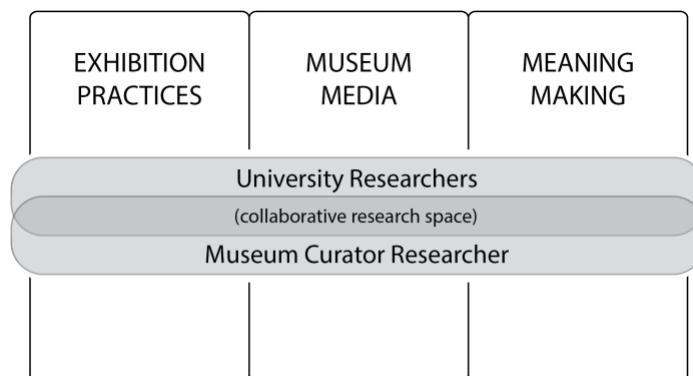 EXHIBITION
PRACTICES
MUSEUM
MEDIA
MEANING
MAKING
University Researchers
(collaborative research space)
Museum Curator Researcher